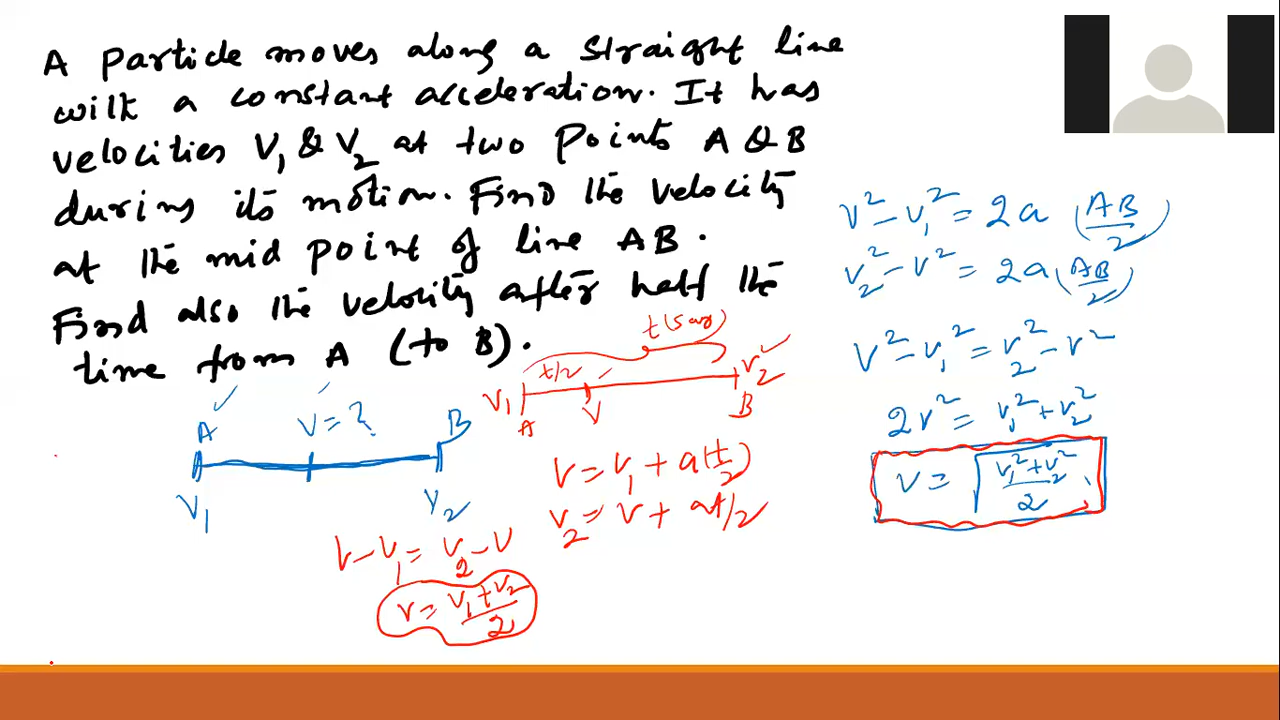 A particle moves along a straight line
with a constant acceleration. It has
velocities V₁ & V₂ at two points A & B
during its motion. Find the velocity
at the mid point of line AB.
Find also the velocity after half the
time from A (to B).
A V = ? B
V₁ V₂
t (say)
t/2
V₁ V V₂
A B
V = V₁ + a(t/2)
V₂ = V + at/2
V - V₁ = V₂ - V
V = (V₁ + V₂)/2
V² - V₁² = 2a (AB/2)
V₂² - V² = 2a (AB/2)
V² - V₁² = V₂² - V²
2V² = V₁² + V₂²
V = √((V₁² + V₂²)/2)